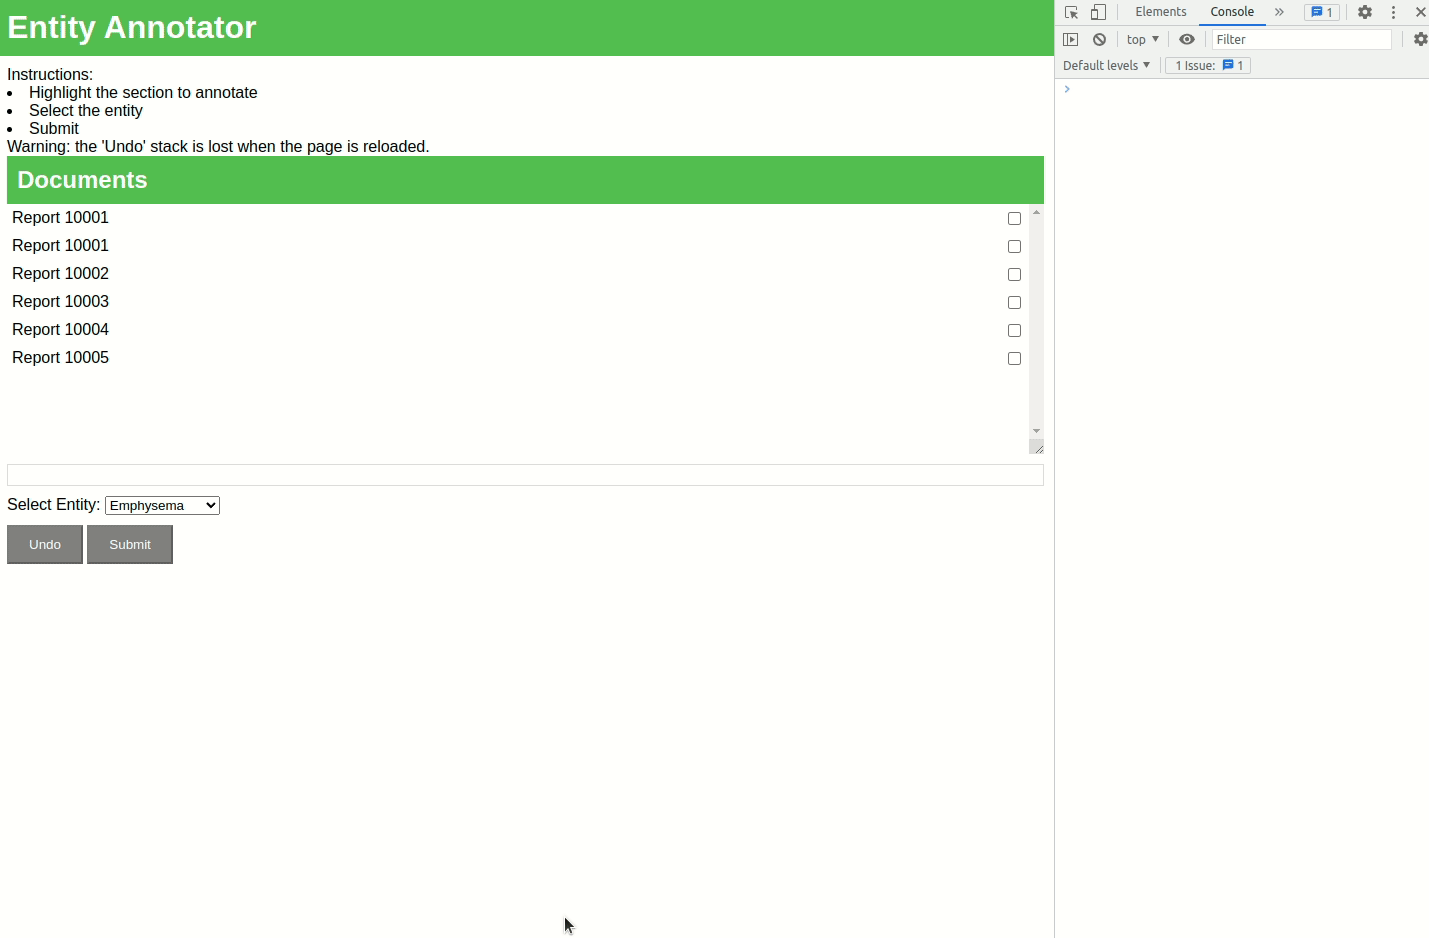 Entity Annotator
Instructions:
Highlight the section to annotate
Select the entity
Submit
Warning: the 'Undo' stack is lost when the page is reloaded.
Documents
Report 10001
Report 10001
Report 10002
Report 10003
Report 10004
Report 10005
Select Entity: Emphysema
Undo Submit
Elements Console 1
top Filter
Default levels 1 Issue: 1